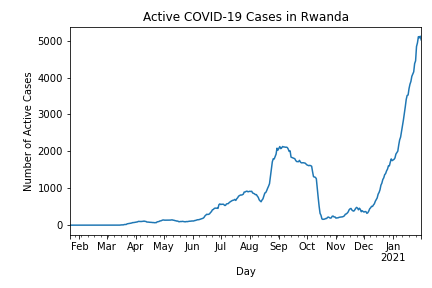 Active COVID-19 Cases in Rwanda
Number of Active Cases
5000
4000
3000
2000
1000
0
Feb Mar Apr May Jun Jul Aug Sep Oct Nov Dec Jan
2021
Day